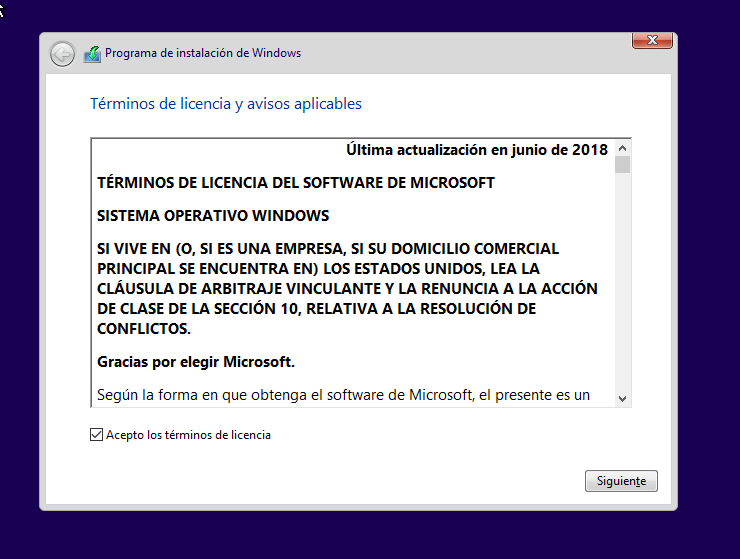 Programa de instalación de Windows
Términos de licencia y avisos aplicables
Última actualización en junio de 2018
TÉRMINOS DE LICENCIA DEL SOFTWARE DE MICROSOFT
SISTEMA OPERATIVO WINDOWS
SI VIVE EN (O, SI ES UNA EMPRESA, SI SU DOMICILIO COMERCIAL
PRINCIPAL SE ENCUENTRA EN) LOS ESTADOS UNIDOS, LEA LA
CLÁUSULA DE ARBITRAJE VINCULANTE Y LA RENUNCIA A LA ACCIÓN
DE CLASE DE LA SECCIÓN 10, RELATIVA A LA RESOLUCIÓN DE
CONFLICTOS.
Gracias por elegir Microsoft.
Según la forma en que obtenga el software de Microsoft, el presente es un
Acepto los términos de licencia
Siguiente